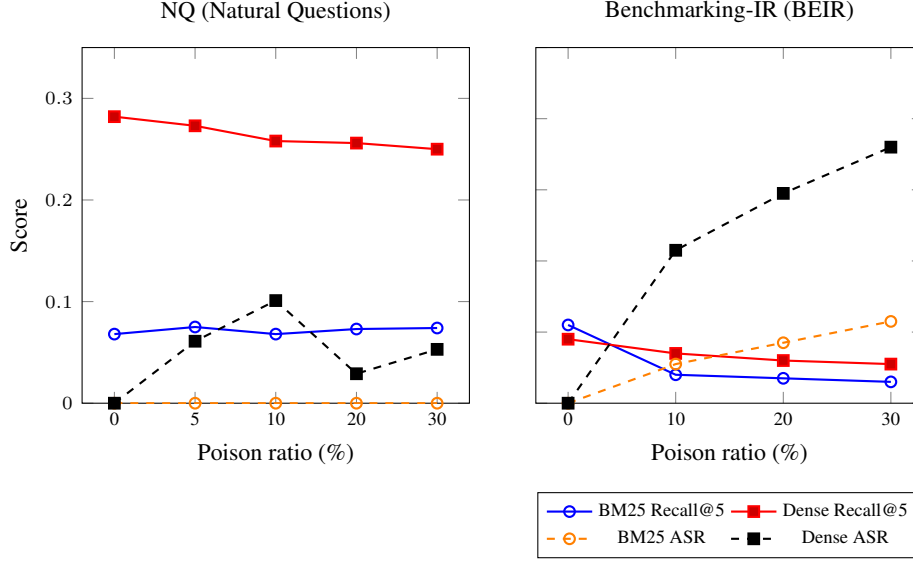 NQ (Natural Questions)
Benchmarking-IR (BEIR)
Score
0.3
0.2
0.1
0
0 5 10 20 30
0 10 20 30
Poison ratio (%)
Poison ratio (%)
BM25 Recall@5 Dense Recall@5
BM25 ASR Dense ASR